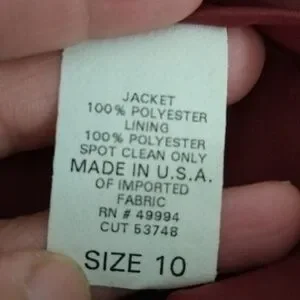 JACKET
100% POLYESTER
LINING
100% POLYESTER
SPOT CLEAN ONLY
MADE IN U.S.A.
OF IMPORTED
FABRIC
RN # 49994
CUT 53748
SIZE 10